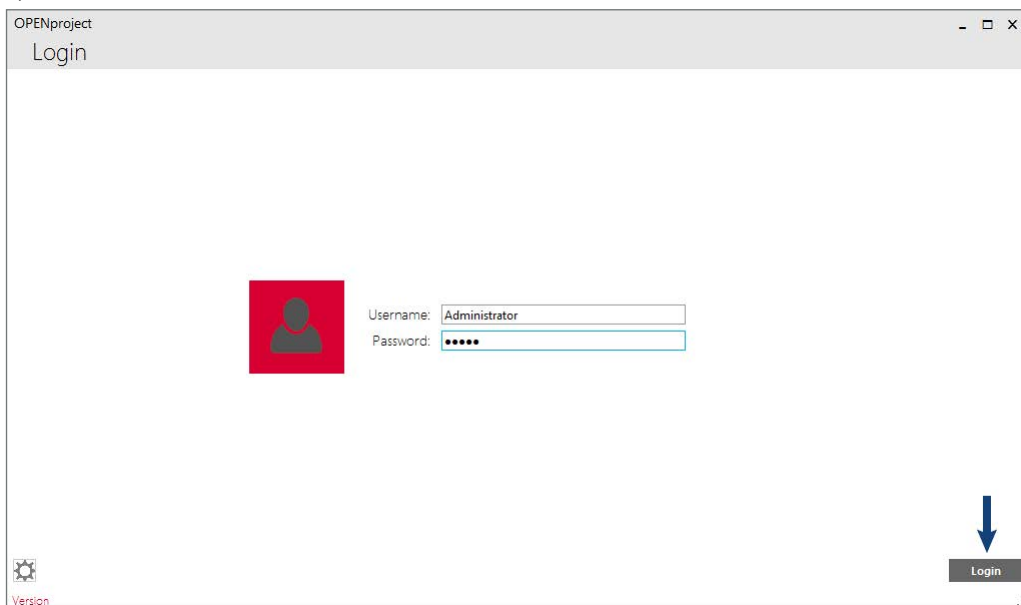 OPENproject
Login
Username: Administrator
Password: •••••
Login
Version